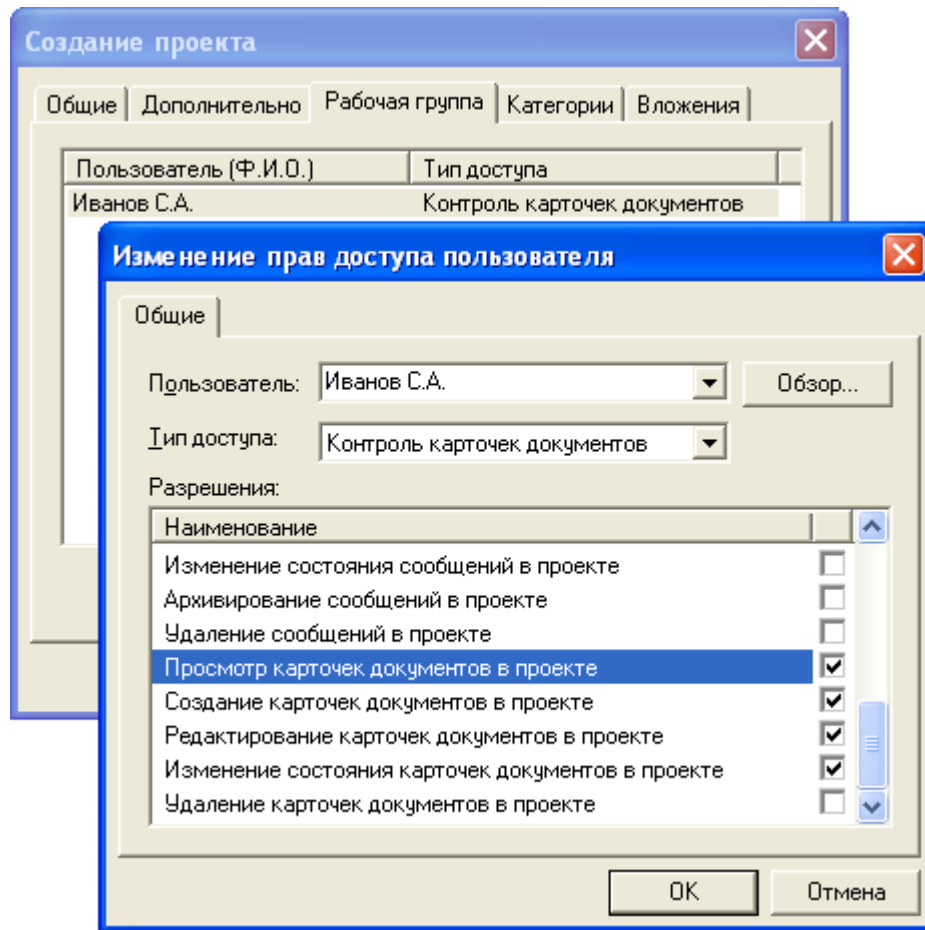 Создание проекта
Общие Дополнительно Рабочая группа Категории Вложения
Пользователь (Ф.И.О.) Тип доступа
Иванов С.А. Контроль карточек документов
Изменение прав доступа пользователя
Общие
Пользователь: Иванов С.А. Обзор...
Тип доступа: Контроль карточек документов
Разрешения:
Наименование
Изменение состояния сообщений в проекте
Архивирование сообщений в проекте
Удаление сообщений в проекте
Просмотр карточек документов в проекте
Создание карточек документов в проекте
Редактирование карточек документов в проекте
Изменение состояния карточек документов в проекте
Удаление карточек документов в проекте
OK Отмена